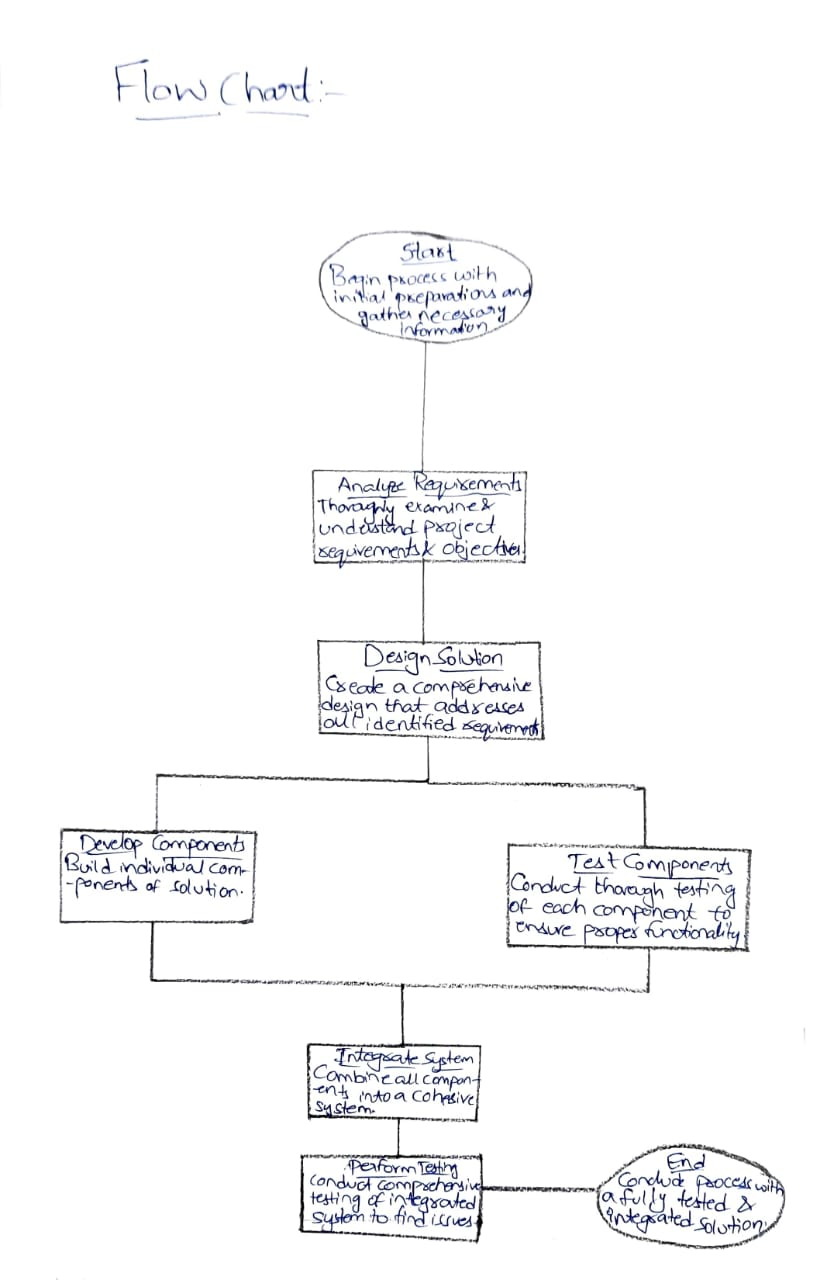 Flow Chart:-
Start
Begin process with
initial preparations and
gather necessary
information
Analyze Requirements
Thoroghly examine &
understand project
requirements & objective.
Design Solution
Create a comprehensive
design that addresses
all identified requirements
Develop Components
Build individual com-
-ponents of solution.
Test Components
Conduct thorough testing
of each component to
ensure proper functionality
Integrate System
Combine all compon-
ents into a cohesive
system.
Perform Testing
conduct comprehensive
testing of integrated
system to find issues.
End
Conclude process with
a fully tested &
integrated solution.